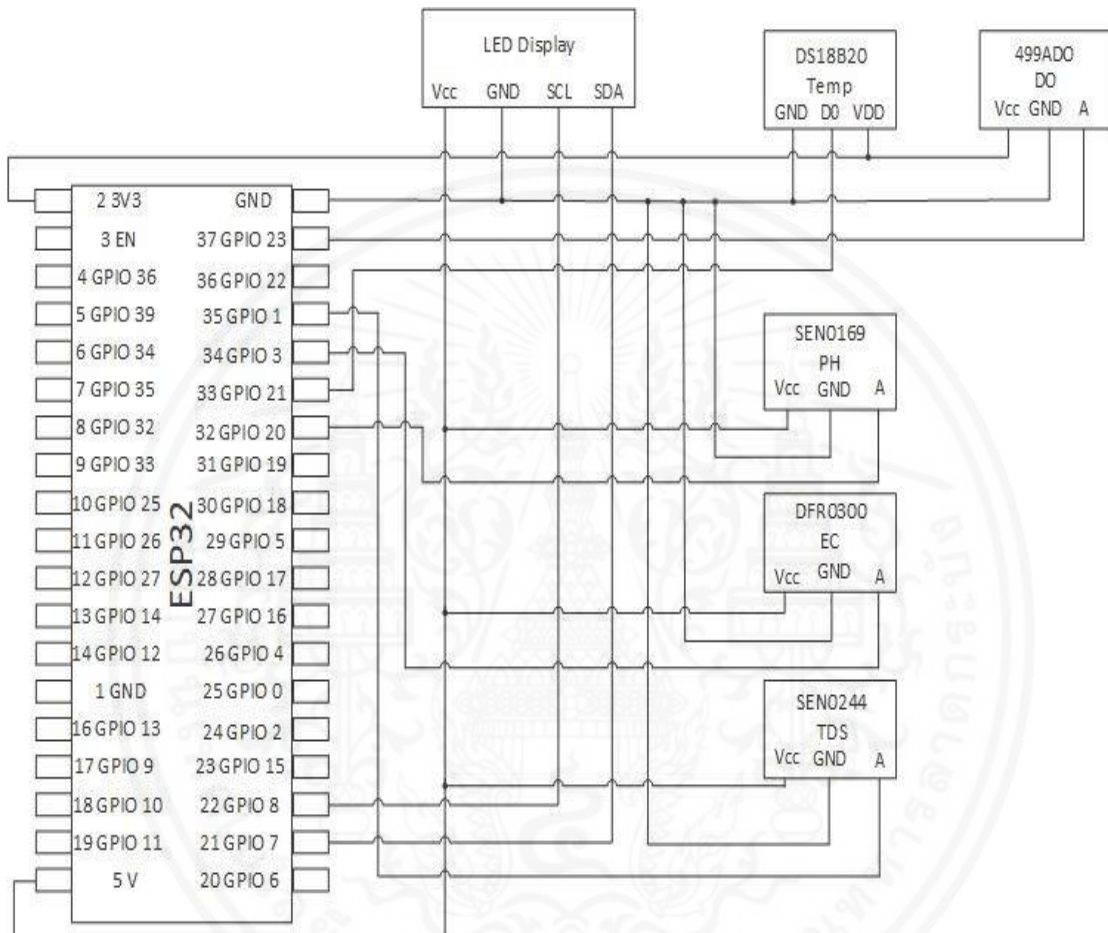 LED Display
Vcc GND SCL SDA
DS18B20
Temp
GND D0 VDD
499ADO
DO
Vcc GND A
2 3V3
3 EN
4 GPIO 36
5 GPIO 39
6 GPIO 34
7 GPIO 35
8 GPIO 32
9 GPIO 33
10 GPIO 25
11 GPIO 26
12 GPIO 27
13 GPIO 14
14 GPIO 12
1 GND
16 GPIO 13
17 GPIO 9
18 GPIO 10
19 GPIO 11
5 V
ESP32
GND
37 GPIO 23
36 GPIO 22
35 GPIO 1
34 GPIO 3
33 GPIO 21
32 GPIO 20
31 GPIO 19
30 GPIO 18
29 GPIO 5
28 GPIO 17
27 GPIO 16
26 GPIO 4
25 GPIO 0
24 GPIO 2
23 GPIO 15
22 GPIO 8
21 GPIO 7
20 GPIO 6
SEN0169
PH
Vcc GND A
DFR0300
EC
Vcc GND A
SEN0244
TDS
Vcc GND A